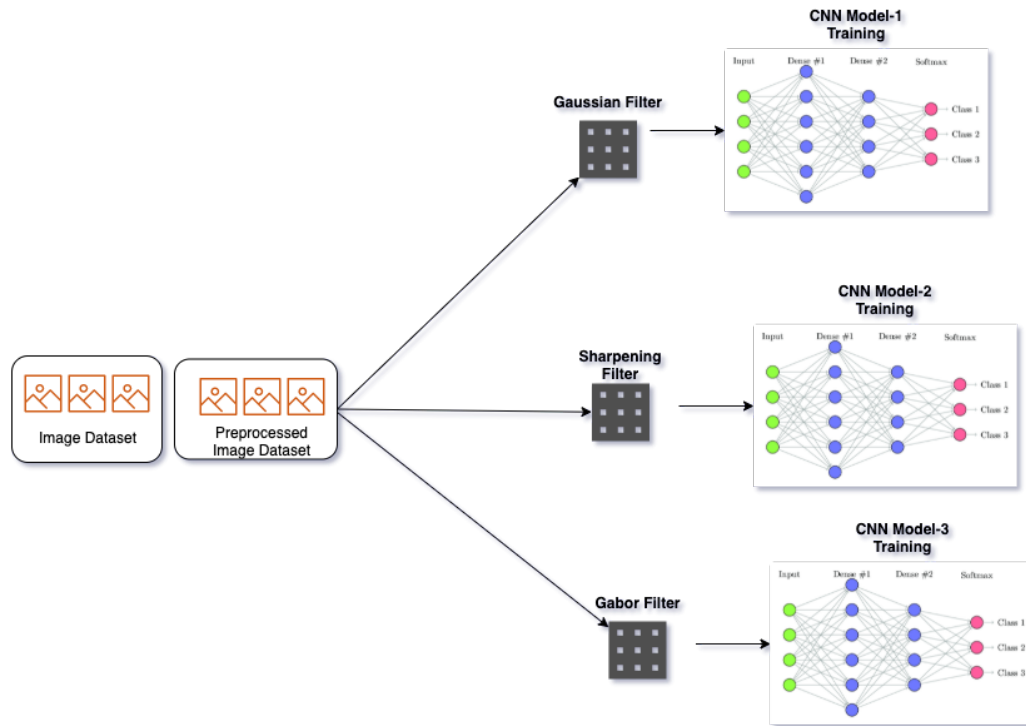 Image Dataset
Preprocessed
Image Dataset
Gaussian Filter
CNN Model-1
Training
Input Dense #1 Dense #2 Softmax
Class 1
Class 2
Class 3
Sharpening
Filter
CNN Model-2
Training
Input Dense #1 Dense #2 Softmax
Class 1
Class 2
Class 3
Gabor Filter
CNN Model-3
Training
Input Dense #1 Dense #2 Softmax
Class 1
Class 2
Class 3